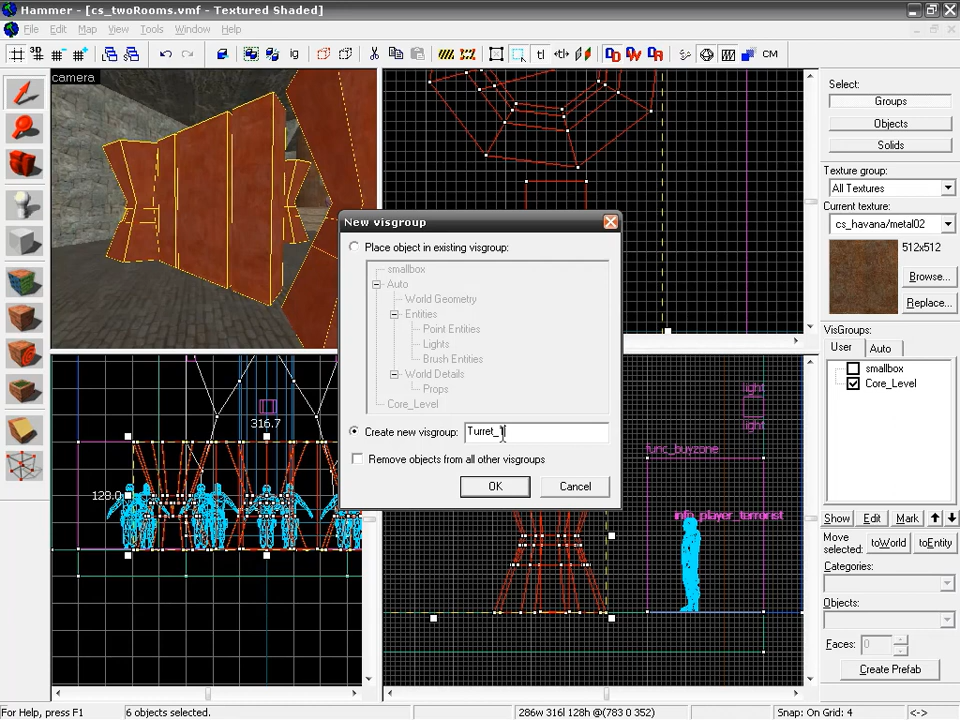 Hammer - [cs_twoRooms.vmf - Textured Shaded]
File Edit Map View Tools Window Help
3D
ig
tl
CM
camera
Select:
Groups
Objects
Solids
Texture group:
All Textures
Current texture:
cs_havana/metal02
512x512
Browse...
Replace...
VisGroups:
User Auto
smallbox
Core_Level
Show Edit Mark
Move selected:
toWorld toEntity
Categories:
Objects:
Faces: 0
Create Prefab
New visgroup
Place object in existing visgroup:
smallbox
Auto
World Geometry
Entities
Point Entities
Lights
Brush Entities
World Details
Props
Core_Level
Create new visgroup: Turret_
Remove objects from all other visgroups
OK Cancel
316.7
128.0
light
light
func_buyzone
info_player_terrorist
For Help, press F1
6 objects selected.
286w 316l 128h @(783 0 352)
Snap: On Grid: 4
<->